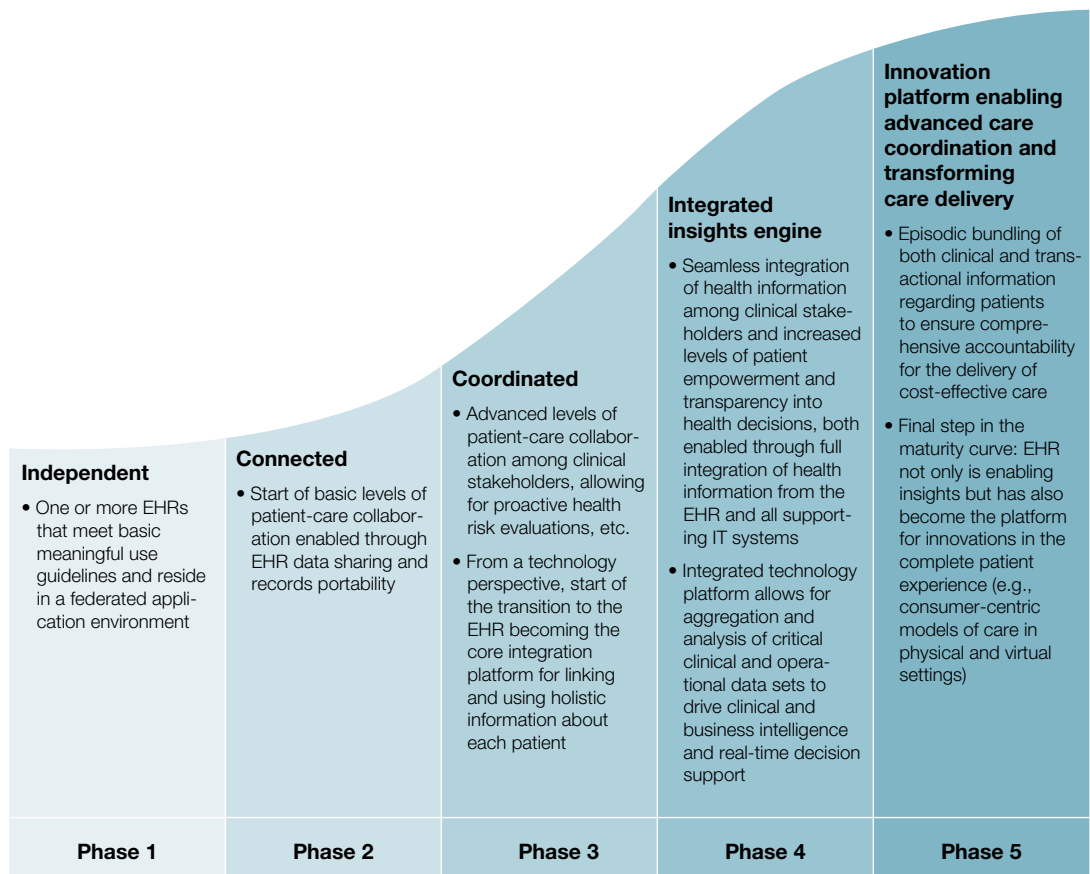 Independent
• One or more EHRs
that meet basic
meaningful use
guidelines and reside
in a federated appli-
cation environment
Connected
• Start of basic levels of
patient-care collabor-
ation enabled through
EHR data sharing and
records portability
Coordinated
• Advanced levels of
patient-care collabor-
ation among clinical
stakeholders, allowing
for proactive health
risk evaluations, etc.
• From a technology
perspective, start of
the transition to the
EHR becoming the
core integration
platform for linking
and using holistic
information about
each patient
Integrated
insights engine
• Seamless integration
of health information
among clinical stake-
holders and increased
levels of patient
empowerment and
transparency into
health decisions, both
enabled through full
integration of health
information from the
EHR and all support-
ing IT systems
• Integrated technology
platform allows for
aggregation and
analysis of critical
clinical and opera-
tional data sets to
drive clinical and
business intelligence
and real-time decision
support
Innovation
platform enabling
advanced care
coordination and
transforming
care delivery
• Episodic bundling of
both clinical and trans-
actional information
regarding patients
to ensure compre-
hensive accountability
for the delivery of
cost-effective care
• Final step in the
maturity curve: EHR
not only is enabling
insights but has also
become the platform
for innovations in the
complete patient
experience (e.g.,
consumer-centric
models of care in
physical and virtual
settings)
Phase 1
Phase 2
Phase 3
Phase 4
Phase 5